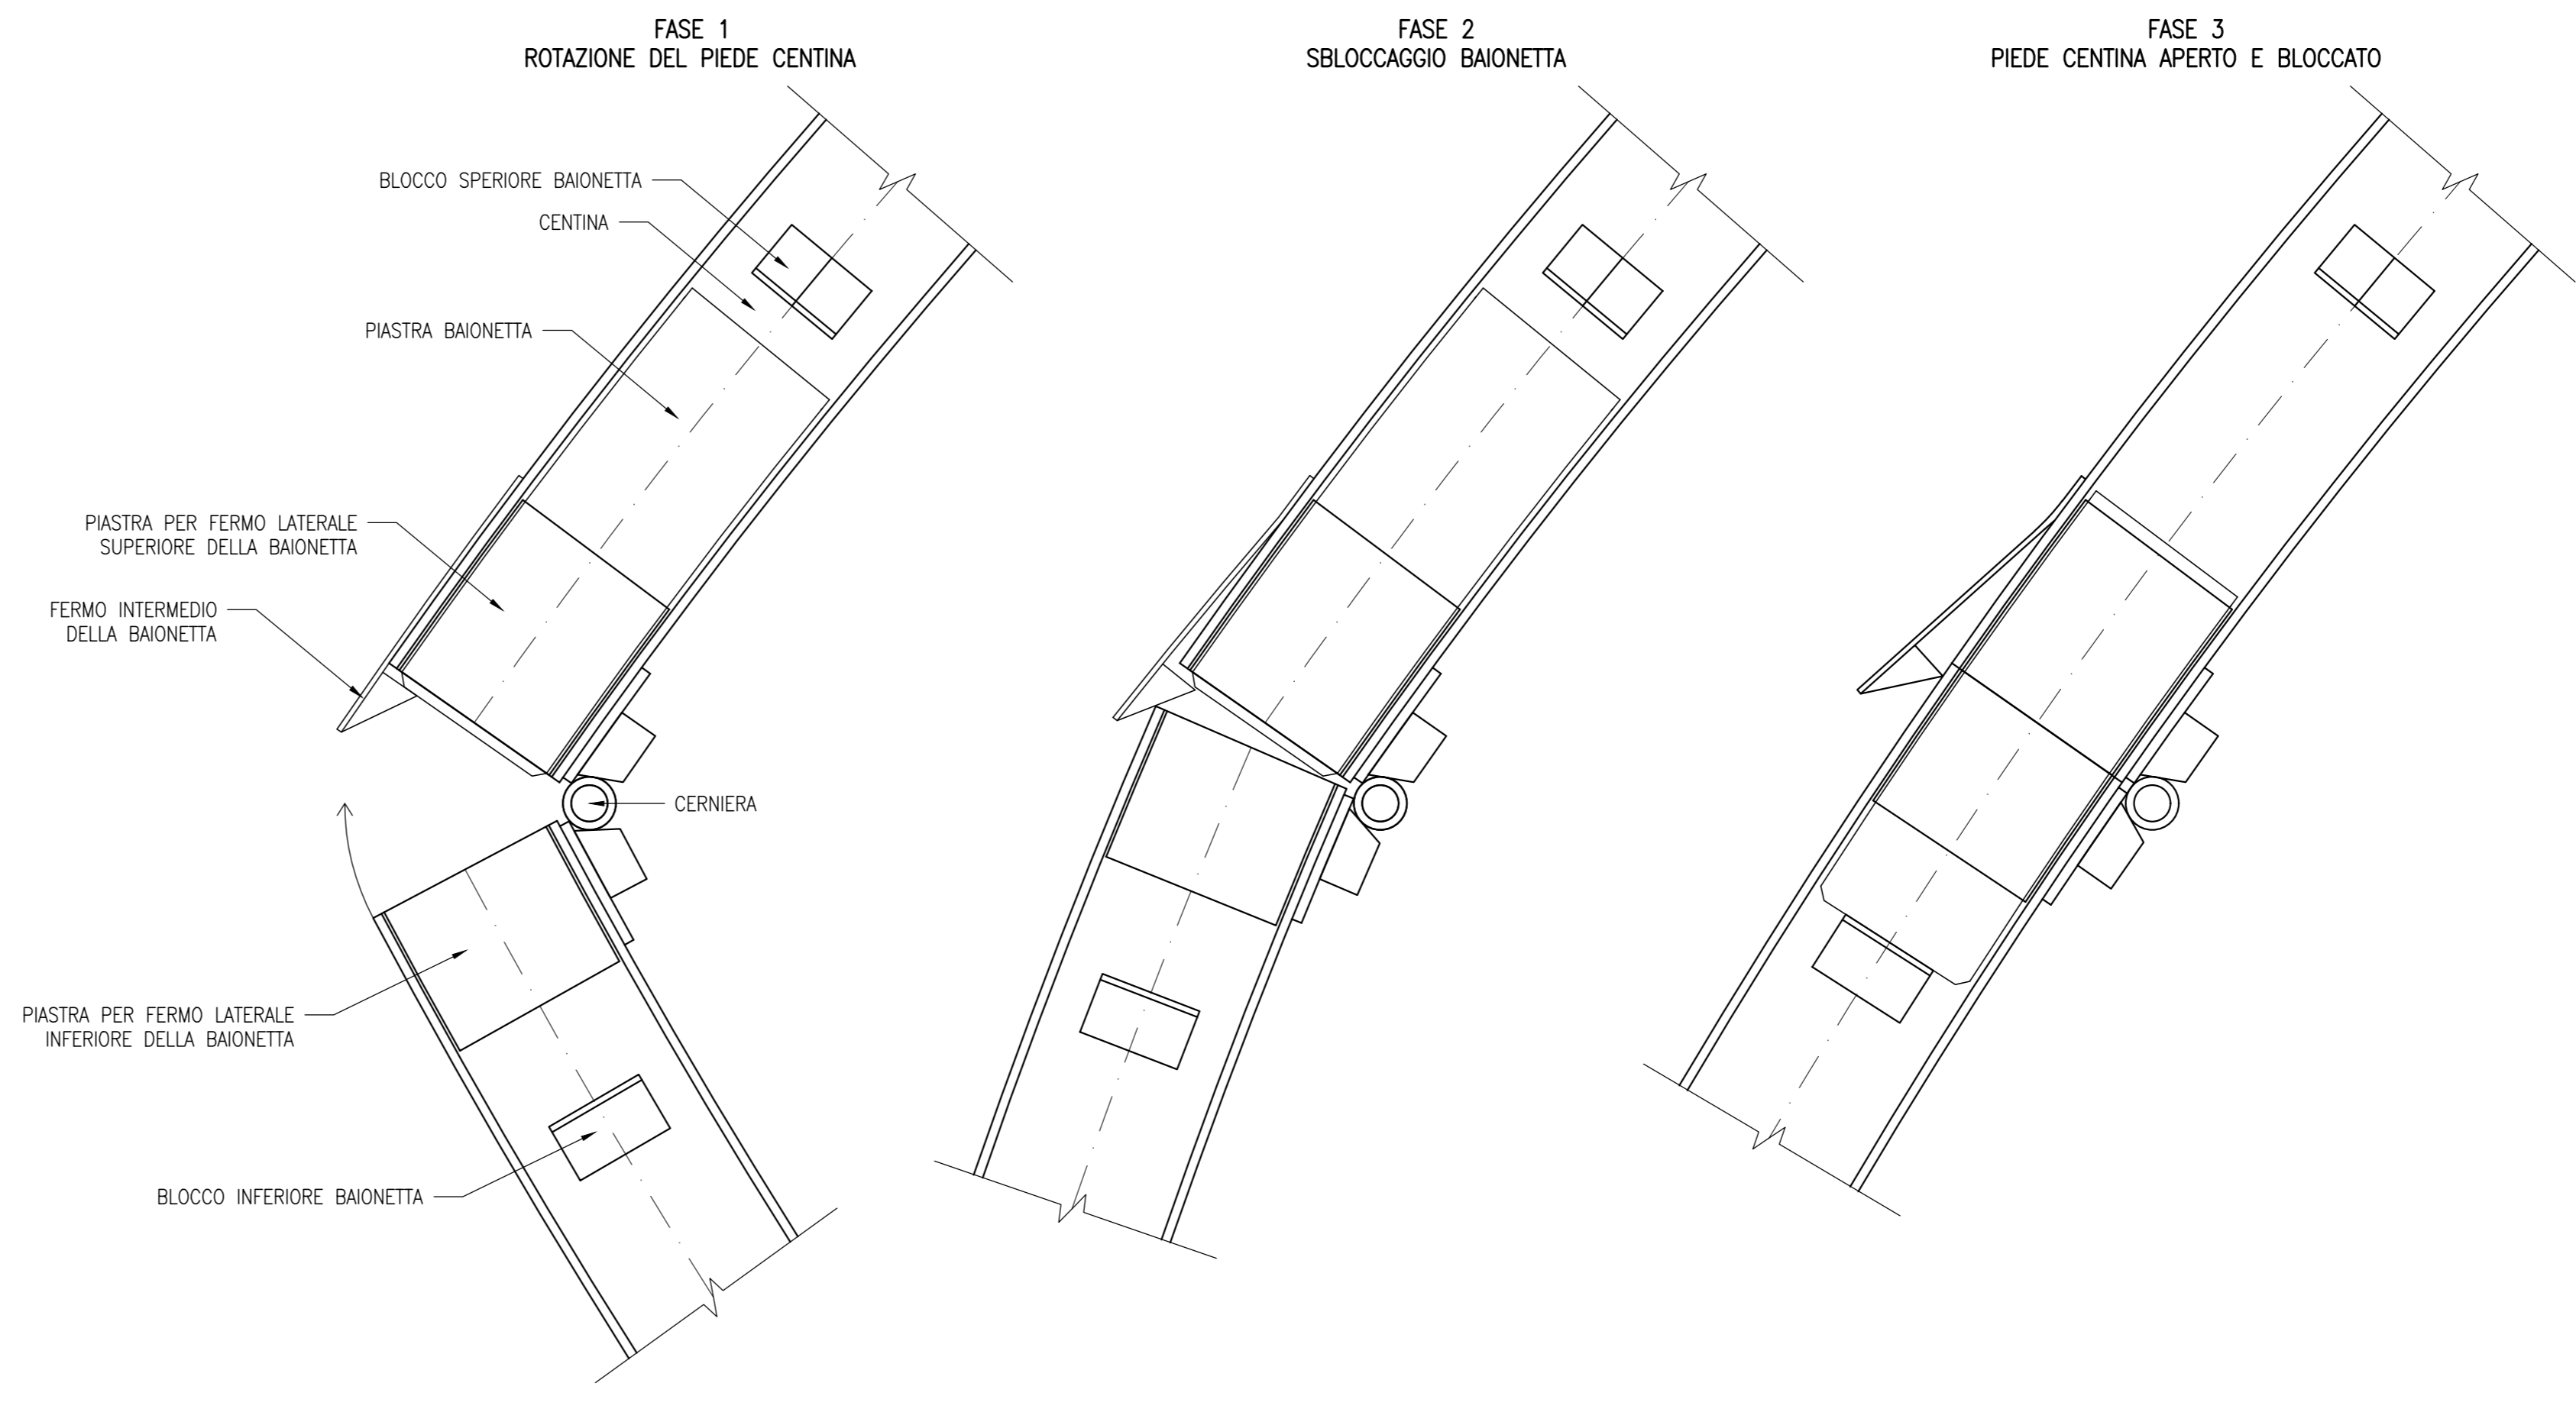 FASE 1
ROTAZIONE DEL PIEDE CENTINA
FASE 2
SBLOCCAGGIO BAIONETTA
FASE 3
PIEDE CENTINA APERTO E BLOCCATO
BLOCCO SPERIORE BAIONETTA
CENTINA
PIASTRA BAIONETTA
PIASTRA PER FERMO LATERALE
SUPERIORE DELLA BAIONETTA
FERMO INTERMEDIO
DELLA BAIONETTA
CERNIERA
PIASTRA PER FERMO LATERALE
INFERIORE DELLA BAIONETTA
BLOCCO INFERIORE BAIONETTA